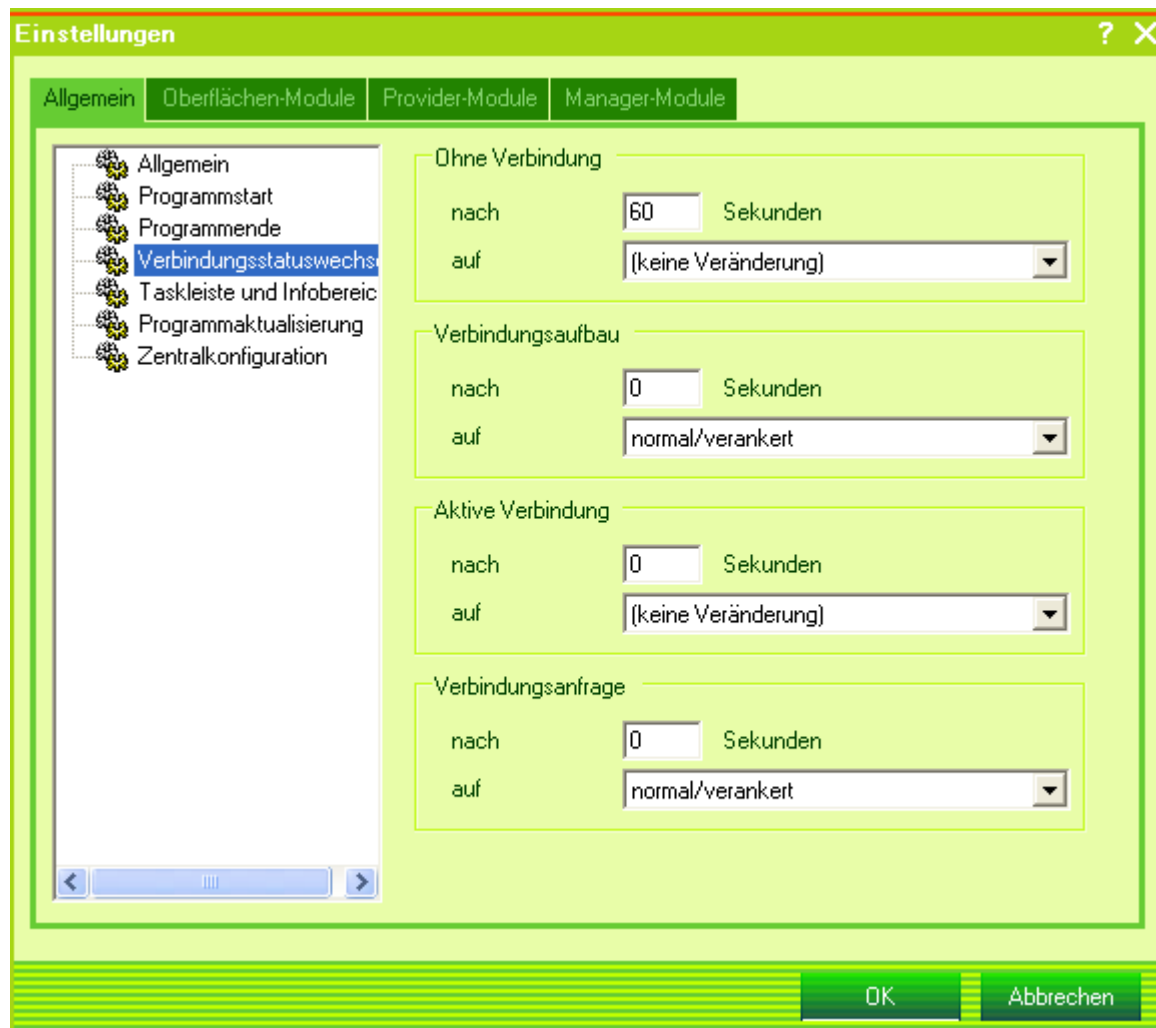 Einstellungen ?
Allgemein Oberflächen-Module Provider-Module Manager-Module
Allgemein
Programmstart
Programmende
Verbindungsstatuswechs
Taskleiste und Infobereic
Programmaktualisierung
Zentralkonfiguration
Ohne Verbindung
nach 60 Sekunden
auf (keine Veränderung)
Verbindungsaufbau
nach 0 Sekunden
auf normal/verankert
Aktive Verbindung
nach 0 Sekunden
auf (keine Veränderung)
Verbindungsanfrage
nach 0 Sekunden
auf normal/verankert
OK Abbrechen